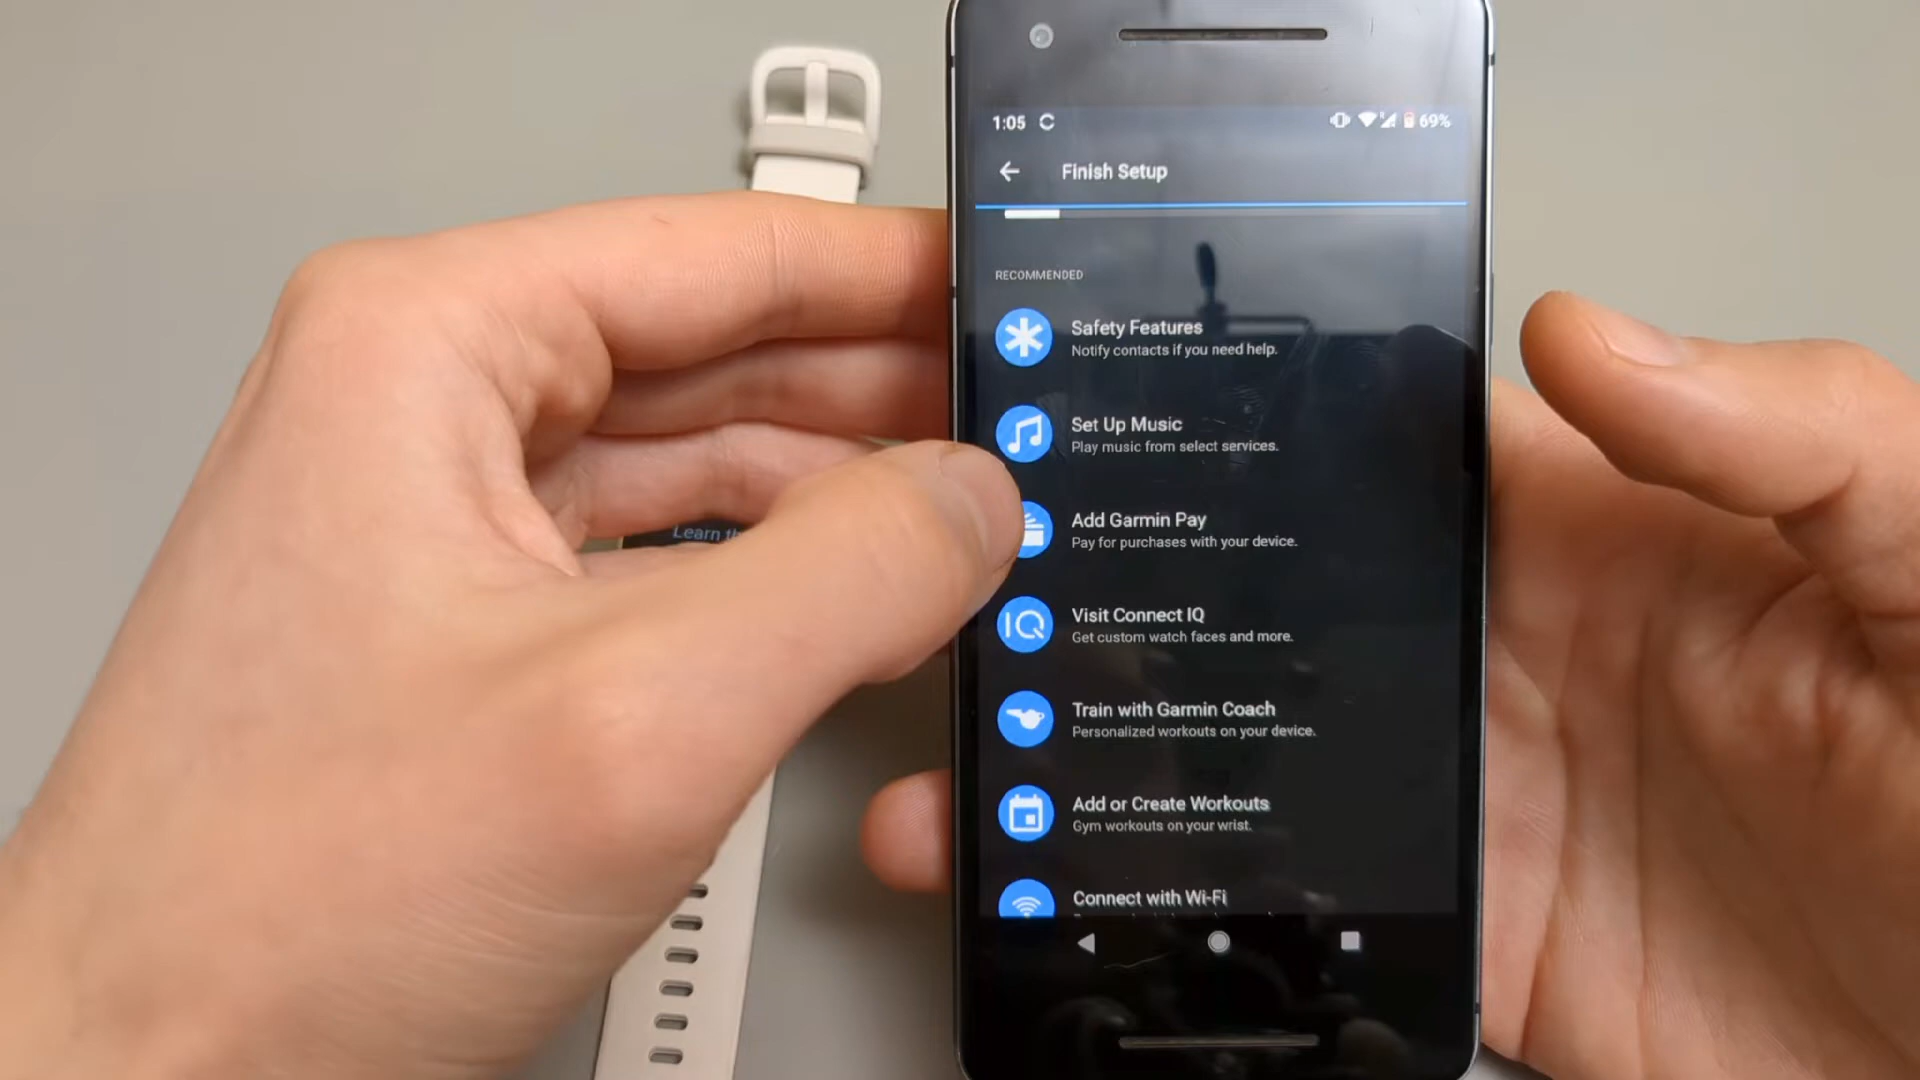 1:05
69%
Finish Setup
RECOMMENDED
Safety Features
Notify contacts if you need help.
Set Up Music
Play music from select services.
Add Garmin Pay
Pay for purchases with your device.
IQ
Visit Connect IQ
Get custom watch faces and more.
Train with Garmin Coach
Personalized workouts on your device.
Add or Create Workouts
Gym workouts on your wrist.
Connect with Wi-Fi
Learn